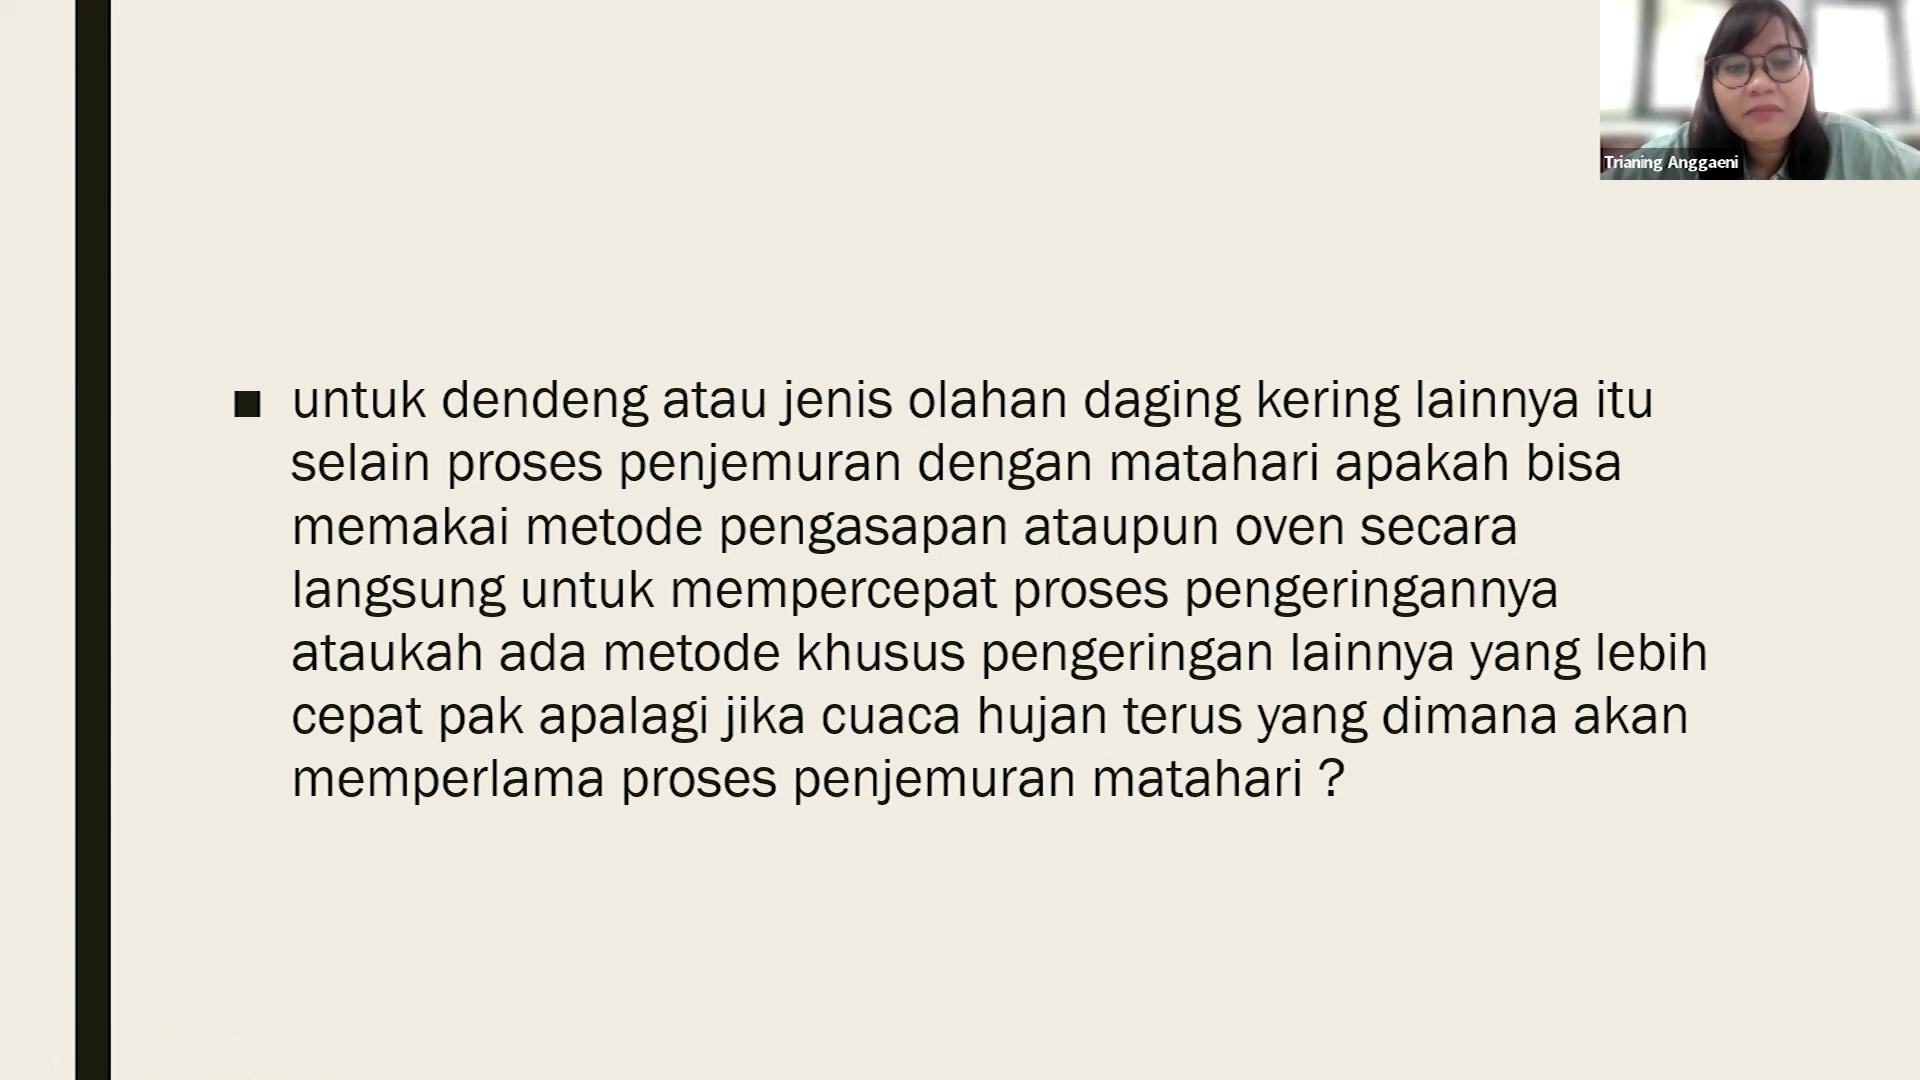 Trianing Anggaeni
untuk dendeng atau jenis olahan daging kering lainnya itu
selain proses penjemuran dengan matahari apakah bisa
memakai metode pengasapan ataupun oven secara
langsung untuk mempercepat proses pengeringannya
ataukah ada metode khusus pengeringan lainnya yang lebih
cepat pak apalagi jika cuaca hujan terus yang dimana akan
memperlama proses penjemuran matahari ?